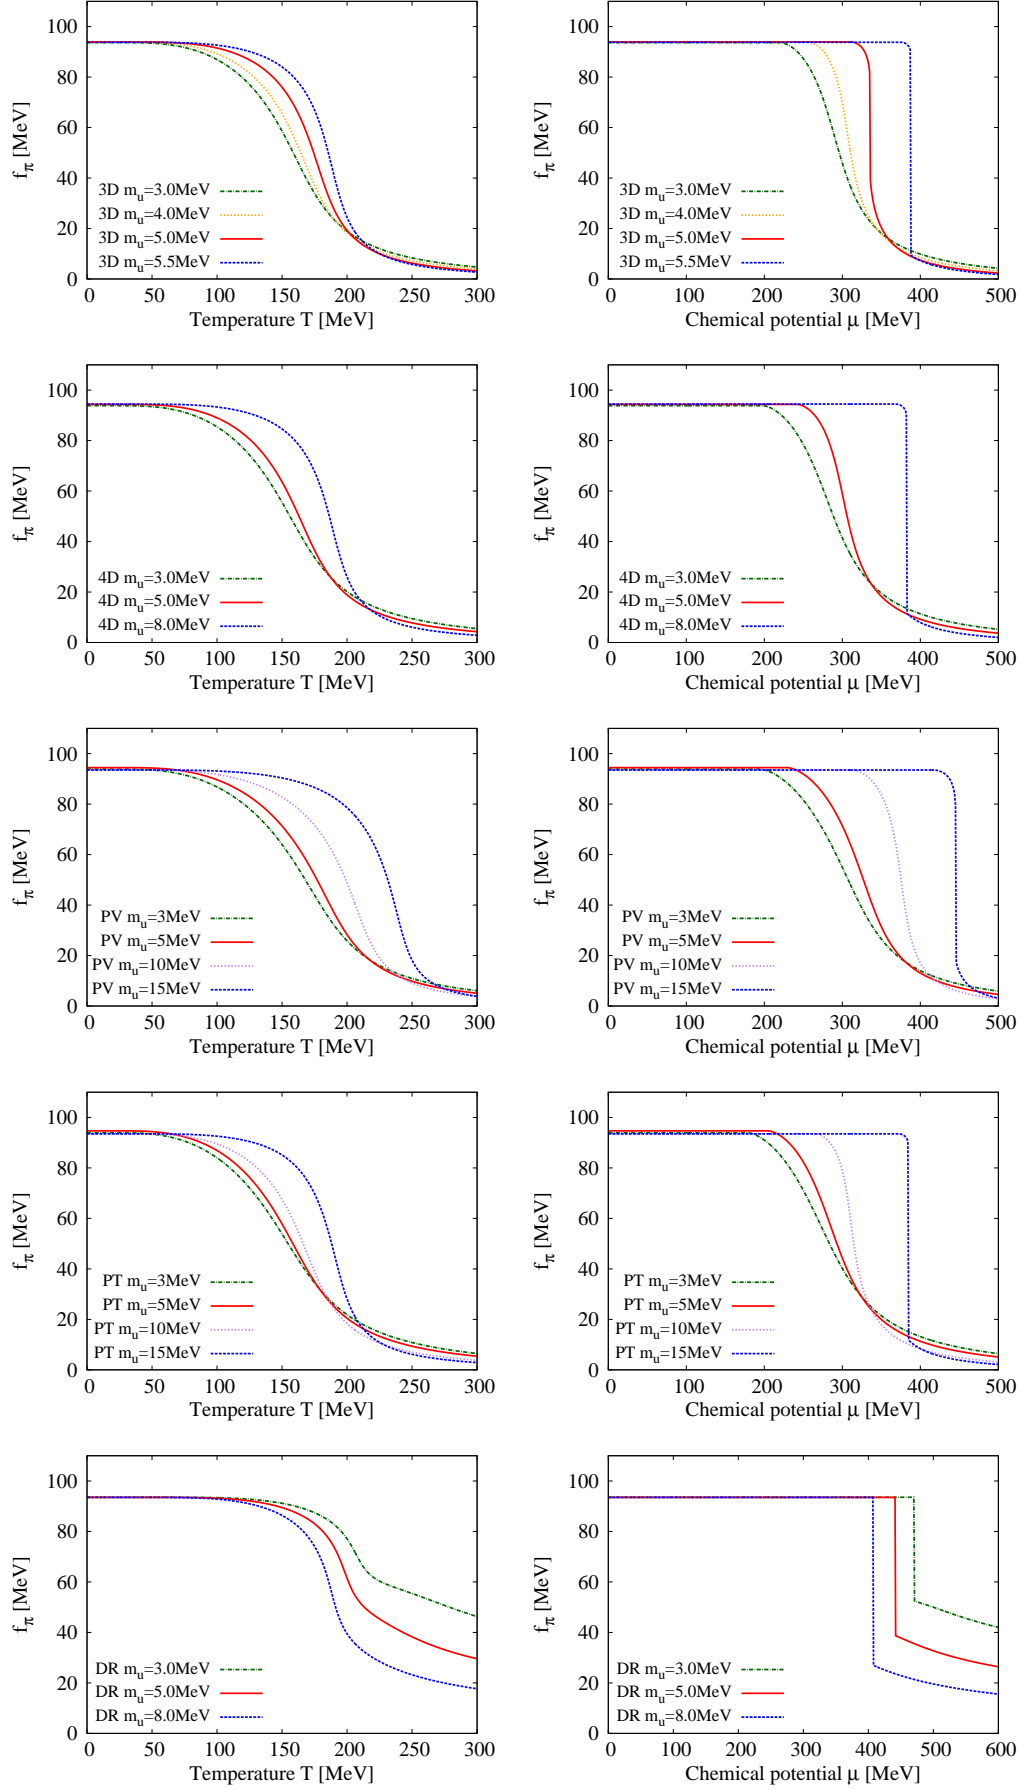 f_π [MeV]
100
80
60
40
20
0
3D m_u=3.0MeV
3D m_u=4.0MeV
3D m_u=5.0MeV
3D m_u=5.5MeV
0 50 100 150 200 250 300
Temperature T [MeV]
f_π [MeV]
100
80
60
40
20
0
3D m_u=3.0MeV
3D m_u=4.0MeV
3D m_u=5.0MeV
3D m_u=5.5MeV
0 100 200 300 400 500
Chemical potential μ [MeV]
f_π [MeV]
100
80
60
40
20
0
4D m_u=3.0MeV
4D m_u=5.0MeV
4D m_u=8.0MeV
0 50 100 150 200 250 300
Temperature T [MeV]
f_π [MeV]
100
80
60
40
20
0
4D m_u=3.0MeV
4D m_u=5.0MeV
4D m_u=8.0MeV
0 100 200 300 400 500
Chemical potential μ [MeV]
f_π [MeV]
100
80
60
40
20
0
PV m_u=3MeV
PV m_u=5MeV
PV m_u=10MeV
PV m_u=15MeV
0 50 100 150 200 250 300
Temperature T [MeV]
f_π [MeV]
100
80
60
40
20
0
PV m_u=3MeV
PV m_u=5MeV
PV m_u=10MeV
PV m_u=15MeV
0 100 200 300 400 500
Chemical potential μ [MeV]
f_π [MeV]
100
80
60
40
20
0
PT m_u=3MeV
PT m_u=5MeV
PT m_u=10MeV
PT m_u=15MeV
0 50 100 150 200 250 300
Temperature T [MeV]
f_π [MeV]
100
80
60
40
20
0
PT m_u=3MeV
PT m_u=5MeV
PT m_u=10MeV
PT m_u=15MeV
0 100 200 300 400 500
Chemical potential μ [MeV]
f_π [MeV]
100
80
60
40
20
0
DR m_u=3.0MeV
DR m_u=5.0MeV
DR m_u=8.0MeV
0 50 100 150 200 250 300
Temperature T [MeV]
f_π [MeV]
100
80
60
40
20
0
DR m_u=3.0MeV
DR m_u=5.0MeV
DR m_u=8.0MeV
0 100 200 300 400 500 600
Chemical potential μ [MeV]